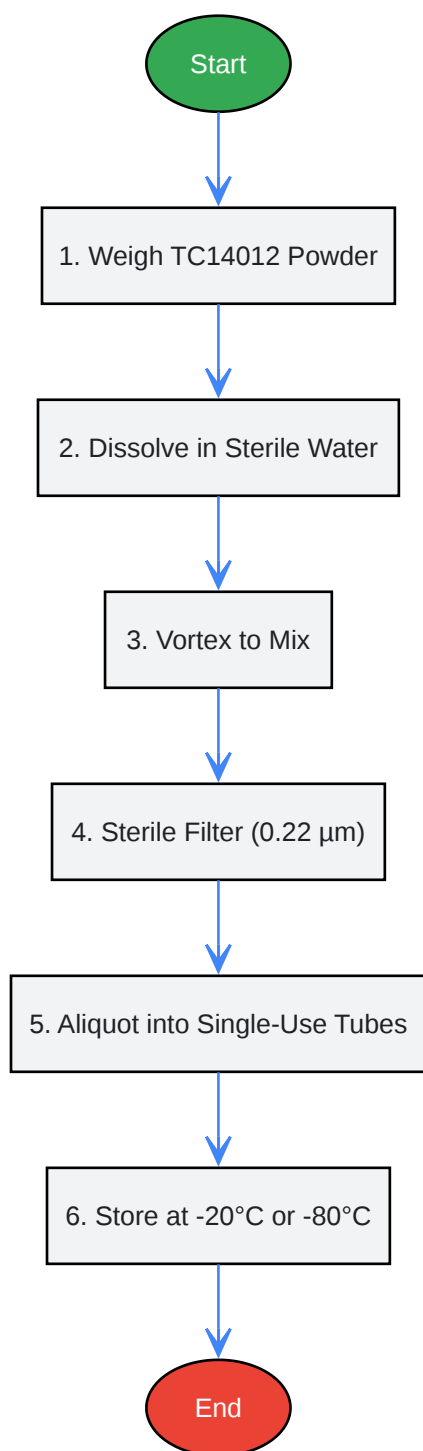 Start
1. Weigh TC14012 Powder
2. Dissolve in Sterile Water
3. Vortex to Mix
4. Sterile Filter (0.22 µm)
5. Aliquot into Single-Use Tubes
6. Store at -20°C or -80°C
End